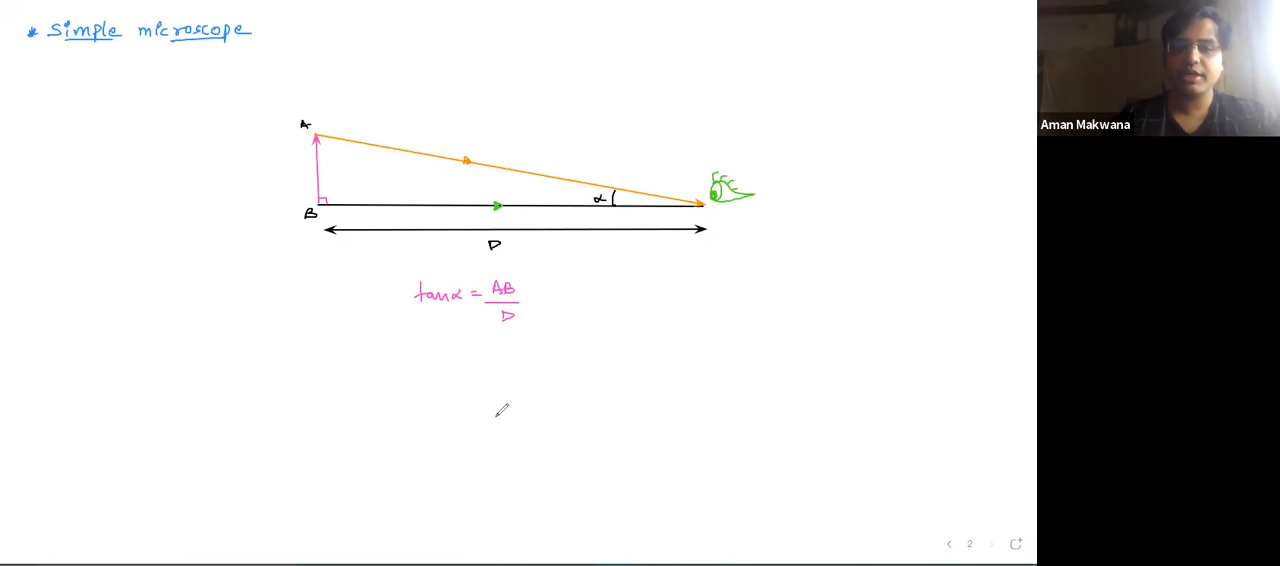 * Simple microscope
Aman Makwana
A
α
B
D
tanα = AB
D
2